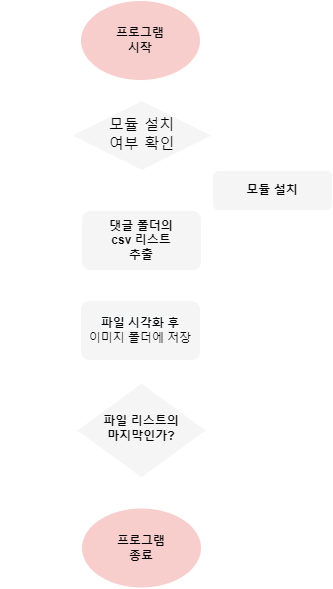 프로그램
시작
모듈 설치
여부 확인
모듈 설치
댓글 폴더의
csv 리스트
추출
파일 시각화 후
이미지 폴더에 저장
파일 리스트의
마지막인가?
프로그램
종료